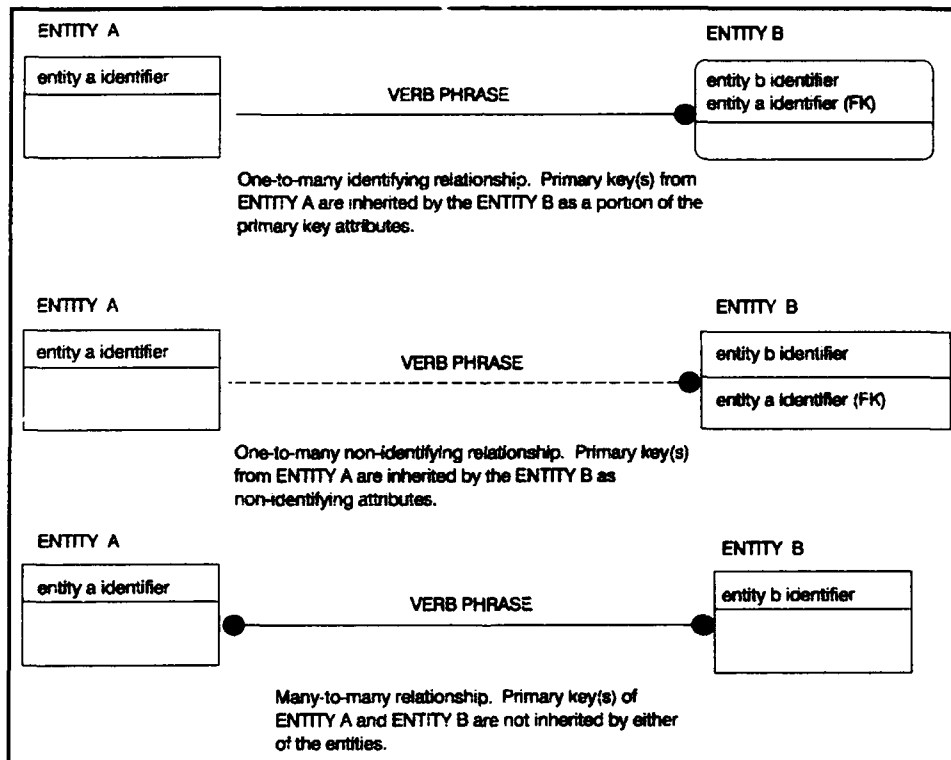 ENTITY A
ENTITY B
entity a identifier
VERB PHRASE
entity b identifier
entity a identifier (FK)
One-to-many identifying relationship. Primary key(s) from
ENTITY A are inherited by the ENTITY B as a portion of the
primary key attributes.
ENTITY A
ENTITY B
entity a identifier
VERB PHRASE
entity b identifier
entity a identifier (FK)
One-to-many non-identifying relationship. Primary key(s)
from ENTITY A are inherited by the ENTITY B as
non-identifying attributes.
ENTITY A
ENTITY B
entity a identifier
VERB PHRASE
entity b identifier
Many-to-many relationship. Primary key(s) of
ENTITY A and ENTITY B are not inherited by either
of the entities.